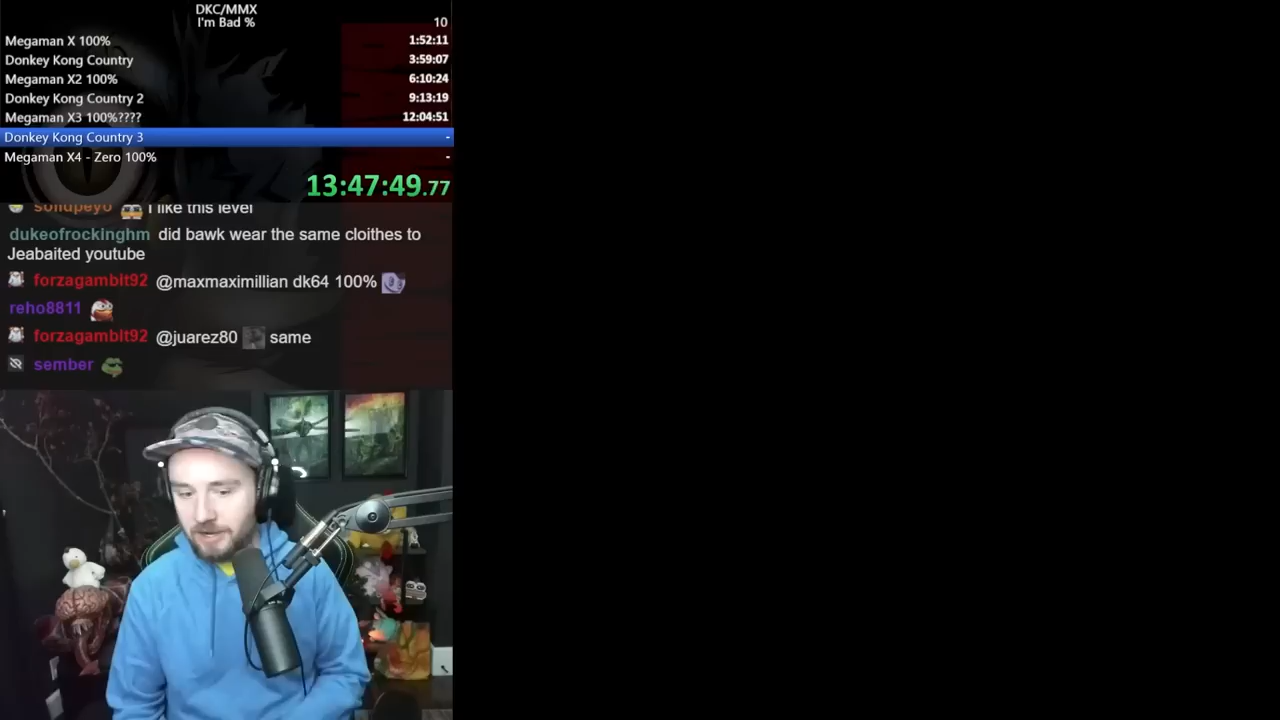 DKC/MMX
I'm Bad %
10
Megaman X 100% 1:52:11
Donkey Kong Country 3:59:07
Megaman X2 100% 6:10:24
Donkey Kong Country 2 9:13:19
Megaman X3 100%???? 12:04:51
Donkey Kong Country 3 -
Megaman X4 - Zero 100% -
13:47:49.77
solidpeyo I like this level
dukeofrockinghm did bawk wear the same cloithes to
Jeabaited youtube
forzagambit92 @maxmaximillian dk64 100%
reho8811
forzagambit92 @juarez80 same
sember